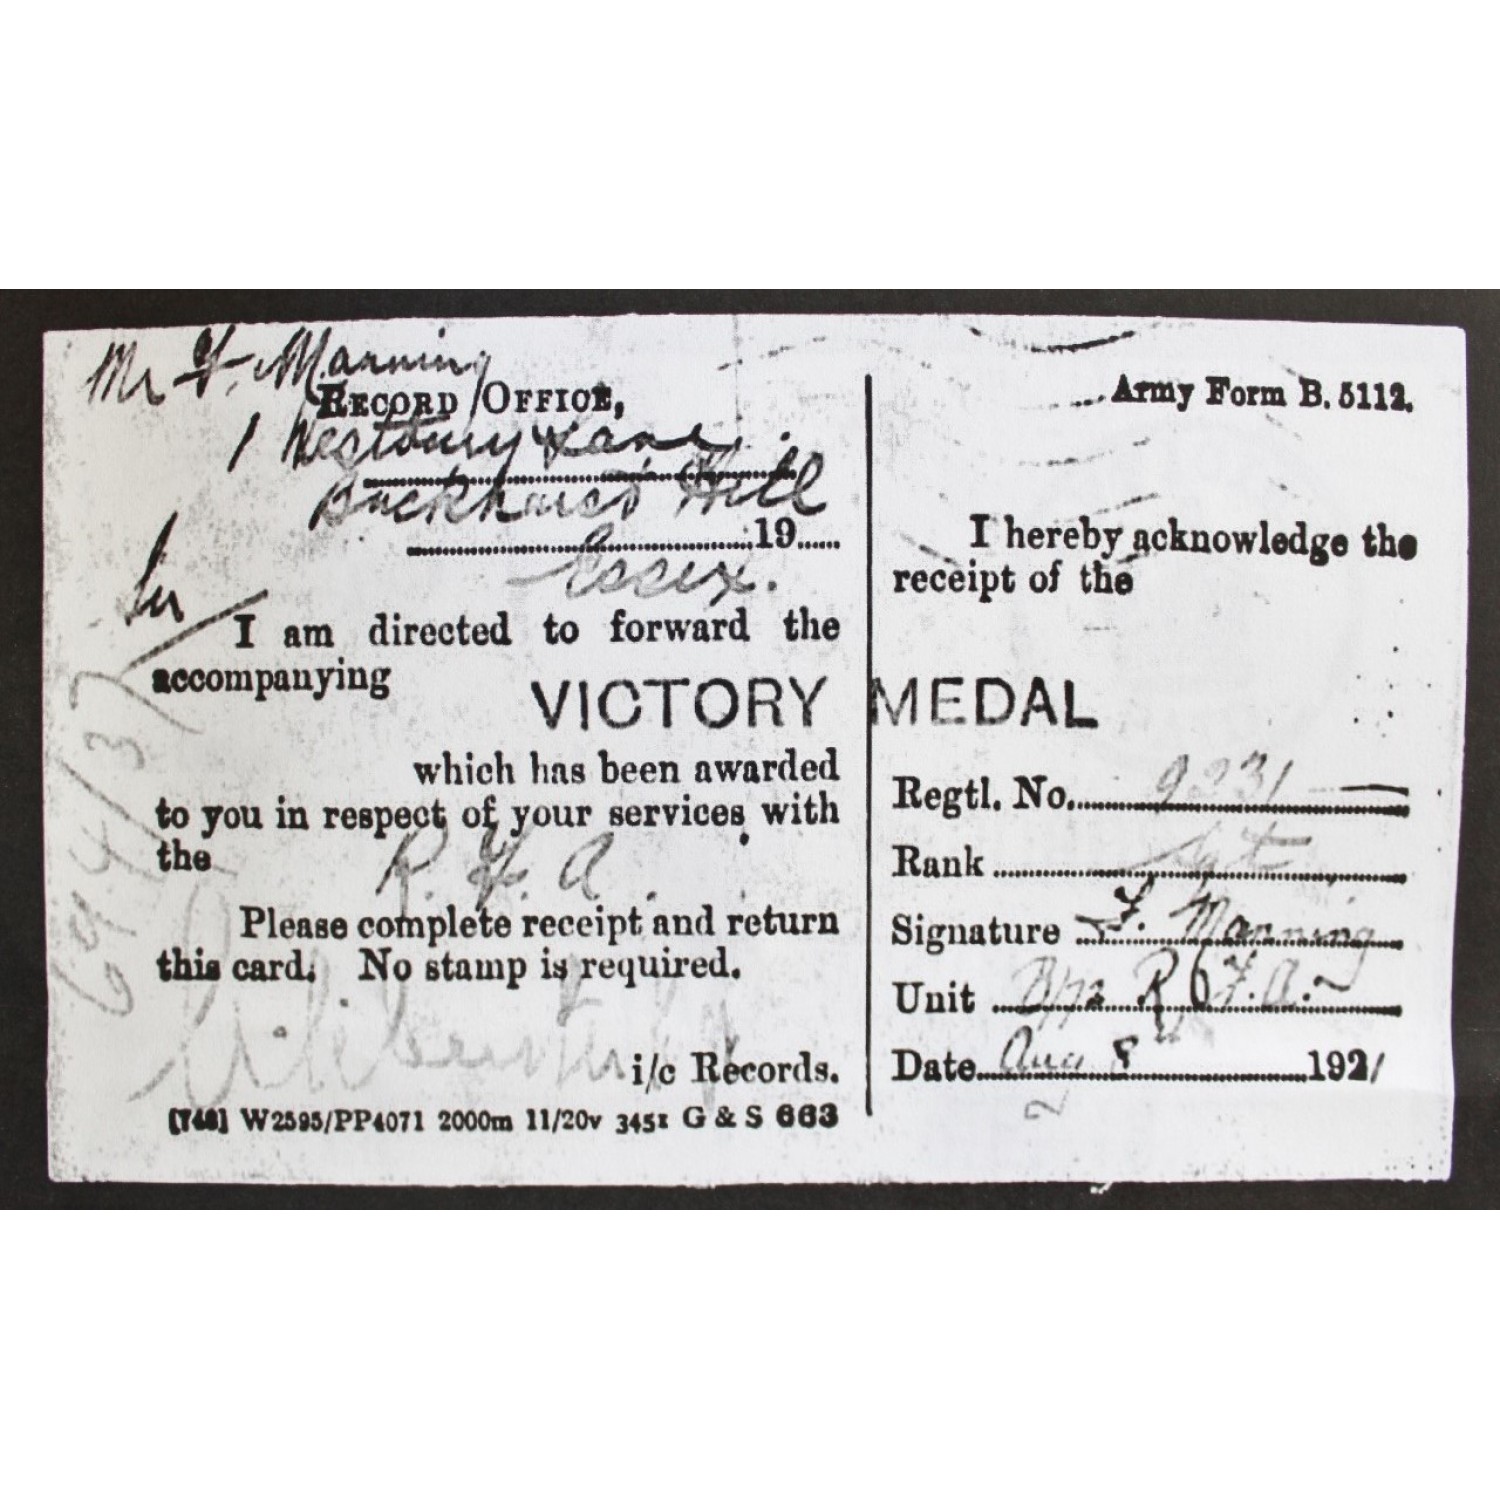 Mr F. Manning
RECORD OFFICE,
1 Westbury Lane
Buckhurst Hill
19
Essex.
Sir
I am directed to forward the
accompanying
VICTORY MEDAL
which has been awarded
to you in respect of your services with
the
R. F. A.
Please complete receipt and return
this card. No stamp is required.
i/c Records.
W2595/PP4071 2000m 11/20v 3451 G & S 663
Army Form B. 5112.
I hereby acknowledge the
receipt of the
Regtl. No. 9231
Rank Sgt
Signature F. Manning
Unit R.F.A.
Date Aug 8th 1921